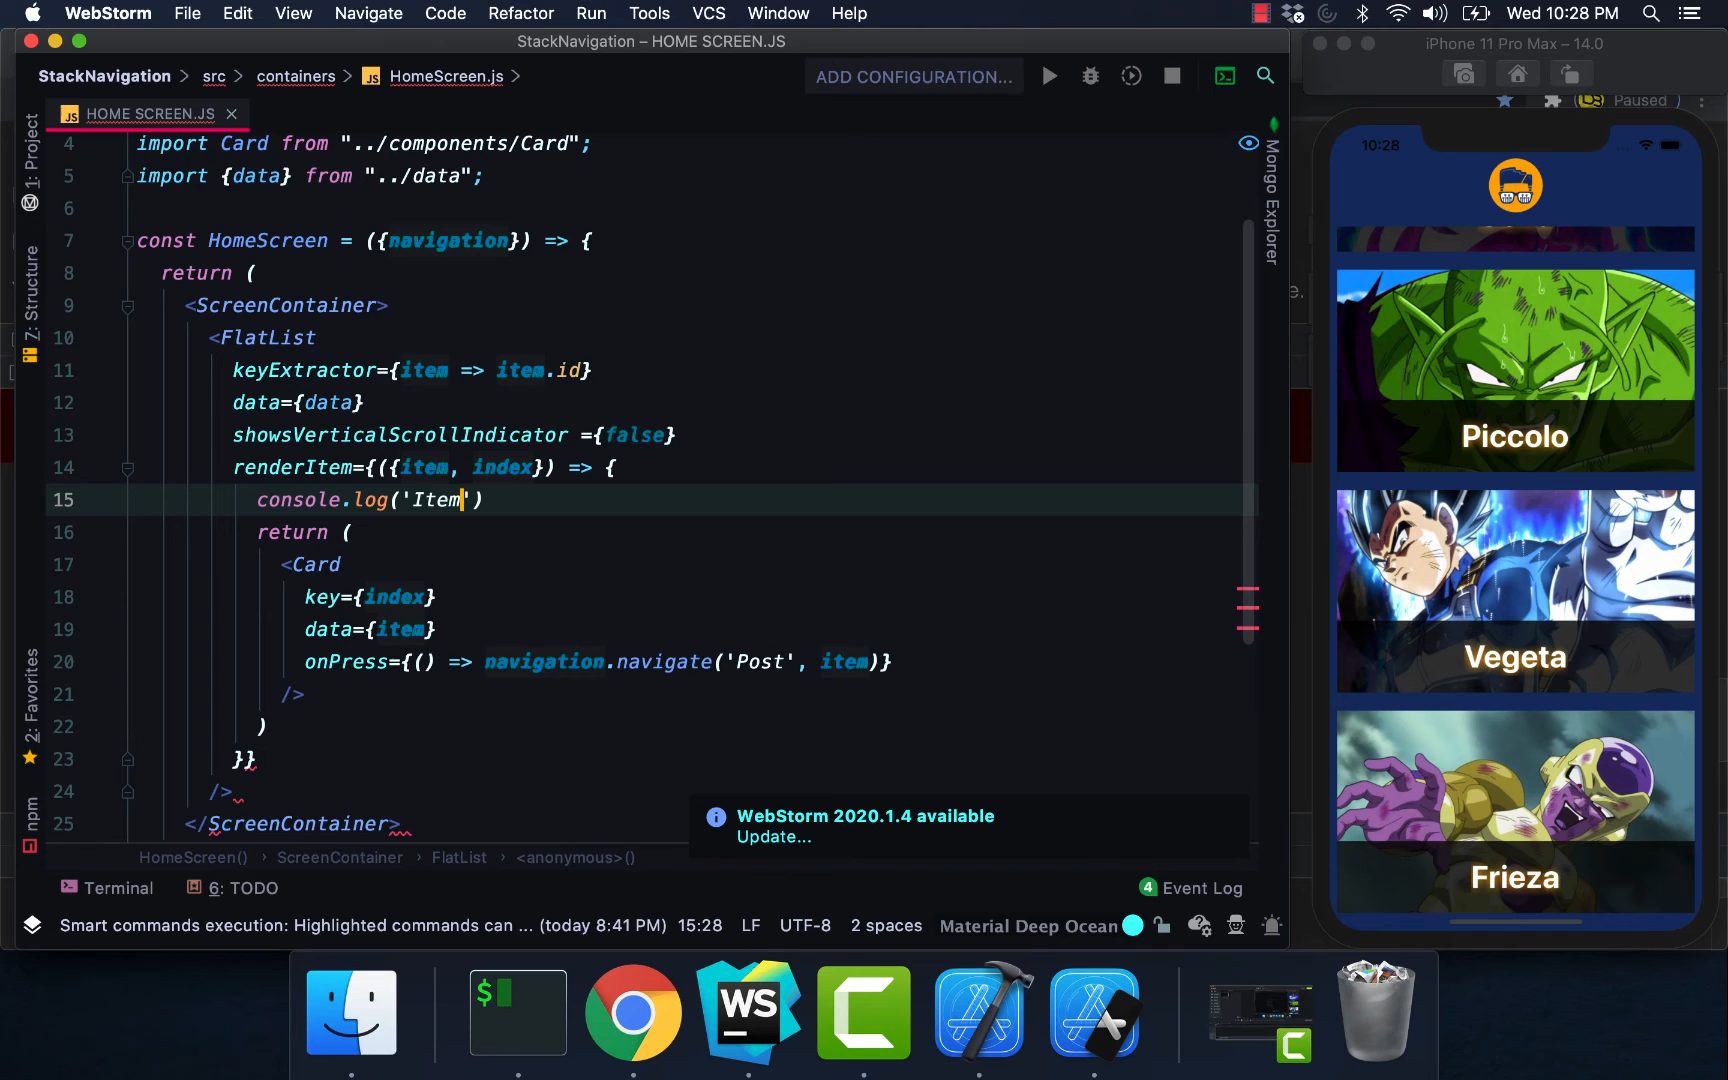 WebStorm File Edit View Navigate Code Refactor Run Tools VCS Window Help Wed 10:28 PM
StackNavigation – HOME SCREEN.JS
iPhone 11 Pro Max – 14.0
StackNavigation src containers JS HomeScreen.js
ADD CONFIGURATION...
Paused
JS HOME SCREEN.JS
1: Project
7: Structure
2: Favorites
npm
Mongo Explorer
4 import Card from "../components/Card";
5 import {data} from "../data";
6
7 const HomeScreen = ({navigation}) => {
8 return (
9 <ScreenContainer>
10 <FlatList
11 keyExtractor={item => item.id}
12 data={data}
13 showsVerticalScrollIndicator ={false}
14 renderItem={({item, index}) => {
15 console.log('Item')
16 return (
17 <Card
18 key={index}
19 data={item}
20 onPress={() => navigation.navigate('Post', item)}
21 />
22 )
23 }}
24 />
25 </ScreenContainer>
WebStorm 2020.1.4 available
Update...
HomeScreen() ScreenContainer FlatList <anonymous>()
Terminal 6: TODO 4 Event Log
Smart commands execution: Highlighted commands can ... (today 8:41 PM) 15:28 LF UTF-8 2 spaces Material Deep Ocean
10:28
Piccolo
Vegeta
Frieza
e.
$
WS
C
C